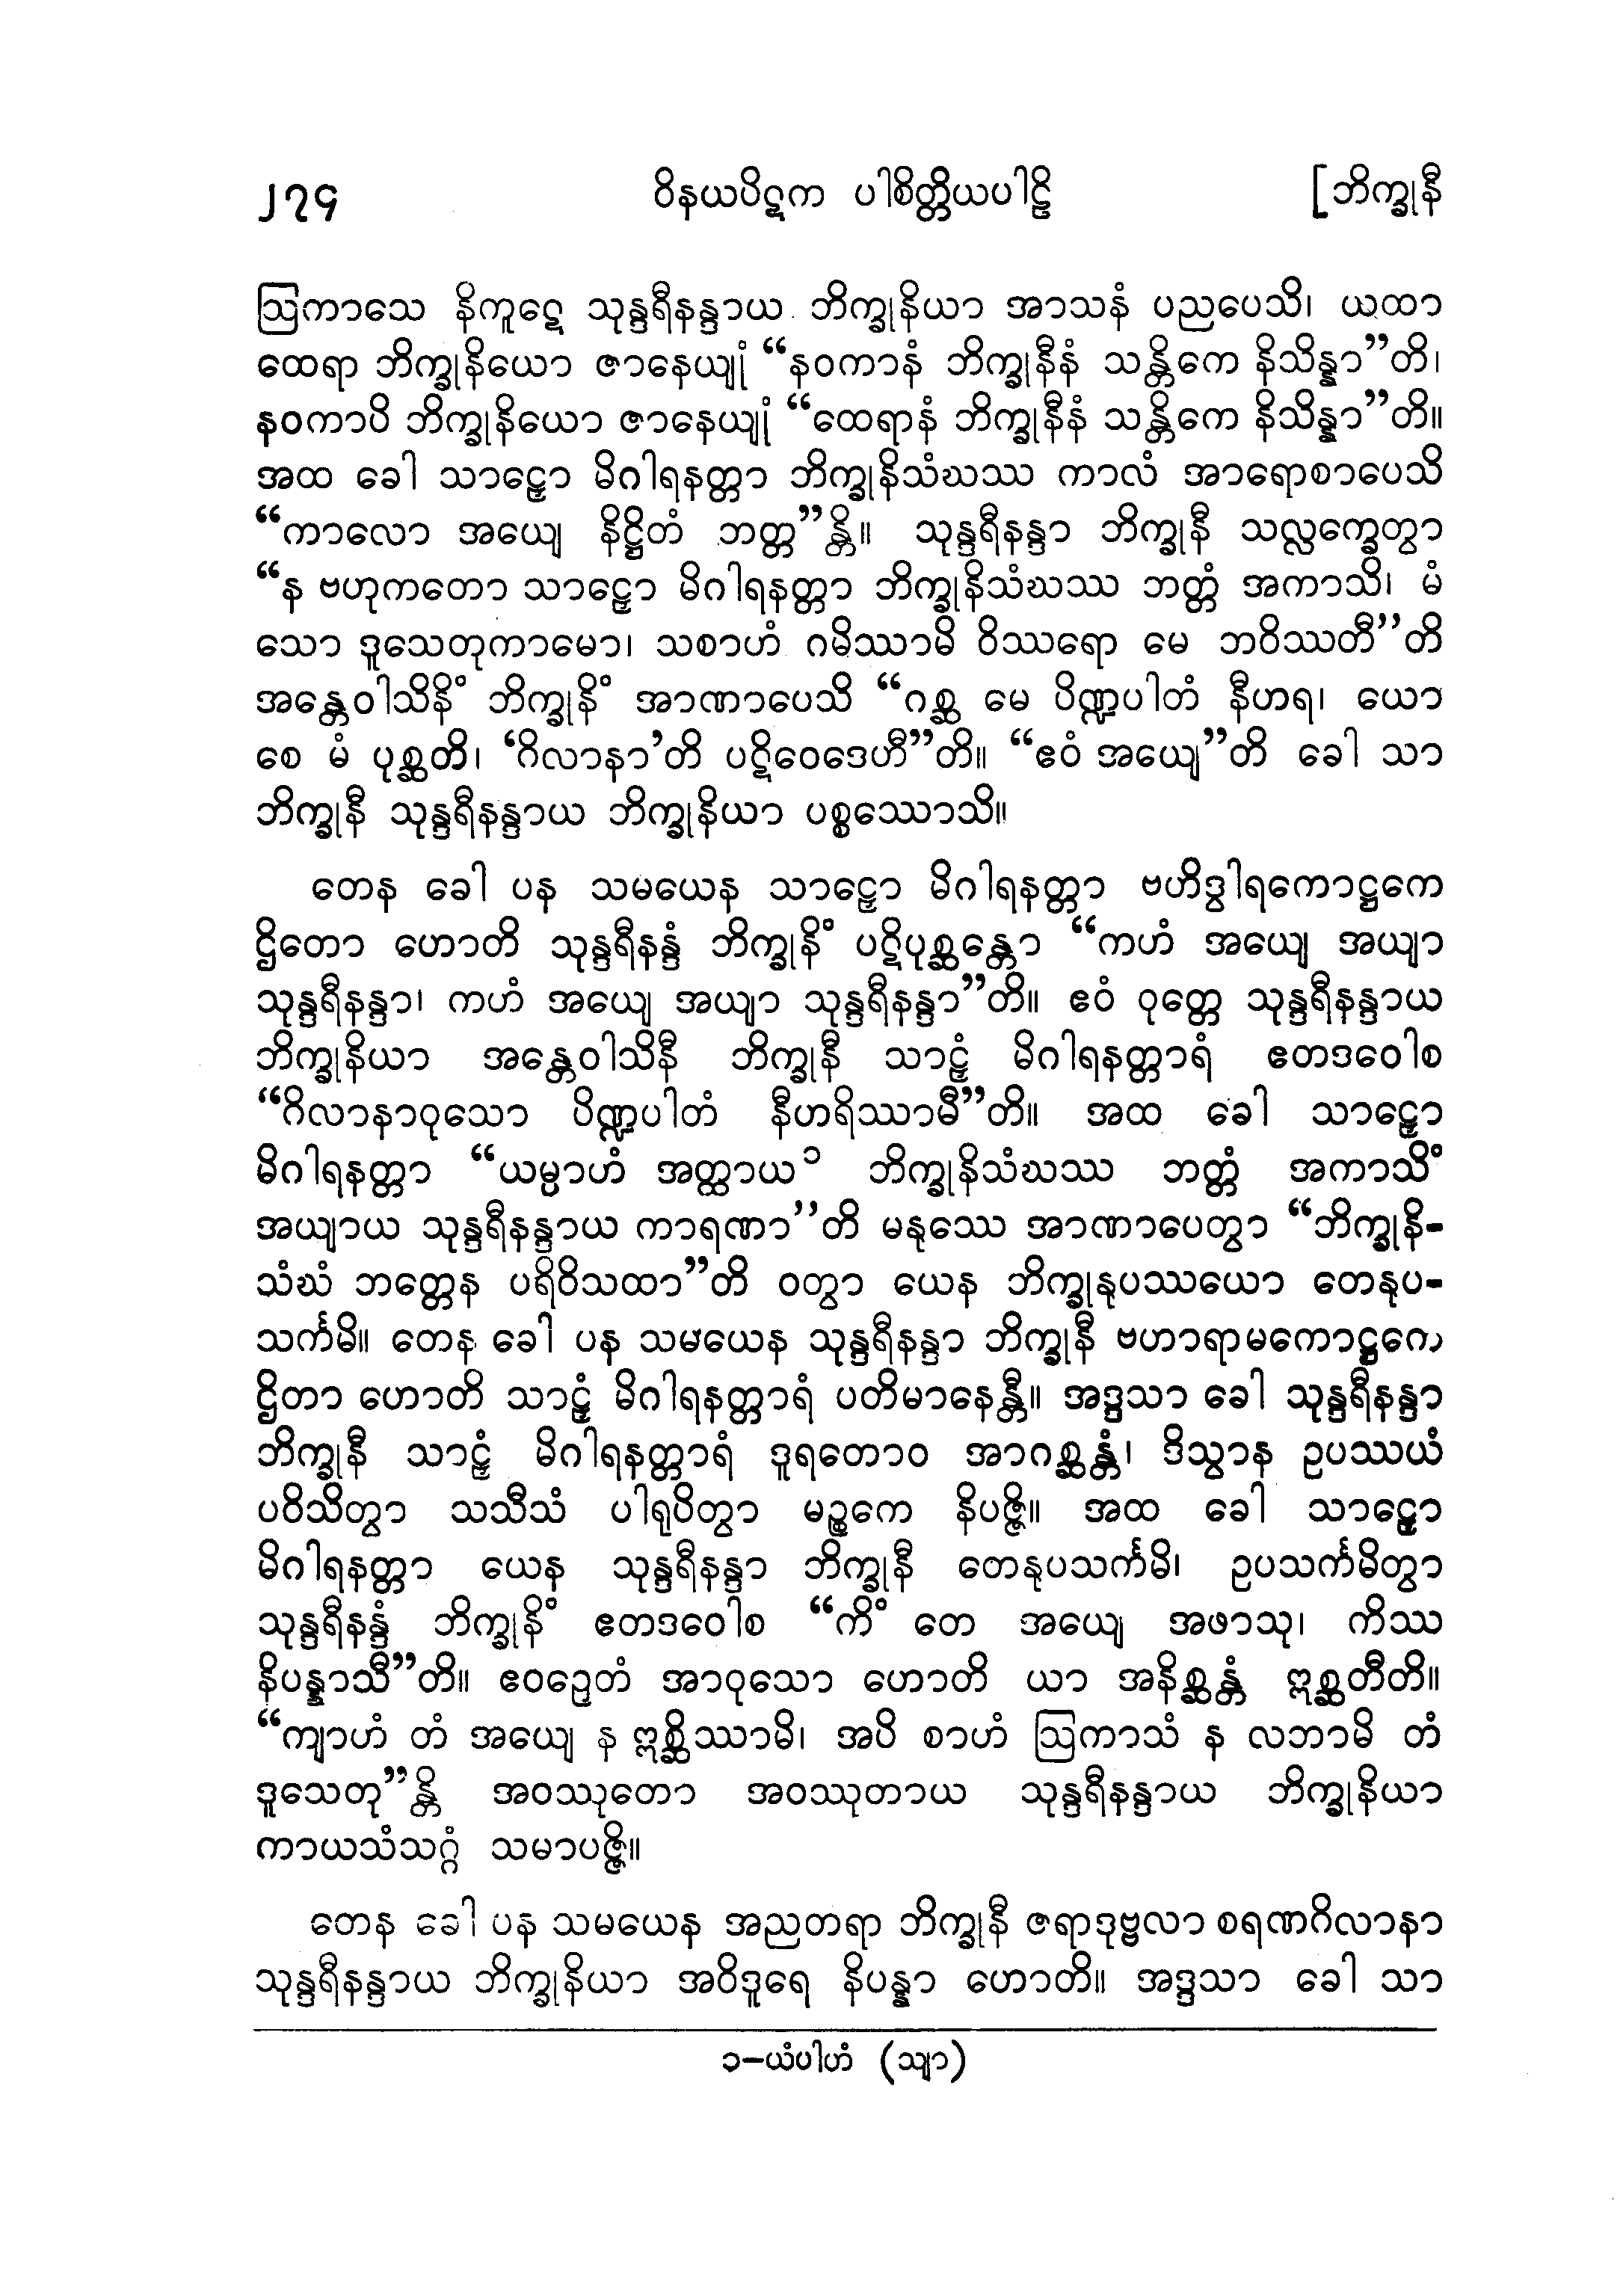 ၂၇၄ ဝိနယပိဋက ပါစိတ္တိယပါဠိ [ဘိက္ခုနီ
ဩကာသေ နိကူဋေ သုန္ဒရီနန္ဒာယ ဘိက္ခုနိယာ အာသနံ ပညပေသိ၊ ယထာ
ထေရာ ဘိက္ခုနိယော ဇာနေယျုံ “နဝကာနံ ဘိက္ခုနီနံ သန္တိကေ နိသိန္နာ”တိ၊
နဝကာပိ ဘိက္ခုနိယော ဇာနေယျုံ “ထေရာနံ ဘိက္ခုနီနံ သန္တိကေ နိသိန္နာ”တိ။
အထ ခေါ သာဠှော မိဂါရနတ္တာ ဘိက္ခုနိသံဃဿ ကာလံ အာရောစာပေသိ
“ကာလော အယျေ နိဋ္ဌိတံ ဘတ္တ”န္တိ။ သုန္ဒရီနန္ဒာ ဘိက္ခုနီ သလ္လက္ခေတွာ
“န ဗဟုကတော သာဠှော မိဂါရနတ္တာ ဘိက္ခုနိသံဃဿ ဘတ္တံ အကာသိ၊ မံ
သော ဒူသေတုကာမော၊ သစာဟံ ဂမိဿာမိ ဝိဿရော မေ ဘဝိဿတီ’’တိ
အန္တေဝါသိနိံ ဘိက္ခုနိံ အာဏာပေသိ “ဂစ္ဆ မေ ပိဏ္ဍပါတံ နီဟရ၊ ယော
စေ မံ ပုစ္ဆတိ၊ ‘ဂိလာနာ’တိ ပဋိဝေဒေဟီ”တိ။ “ဧဝံ အယျေ”တိ ခေါ သာ
ဘိက္ခုနီ သုန္ဒရီနန္ဒာယ ဘိက္ခုနိယာ ပစ္စဿောသိ။
တေန ခေါ ပန သမယေန သာဠှော မိဂါရနတ္တာ ဗဟိဒွါရကောဋ္ဌကေ
ဌိတော ဟောတိ သုန္ဒရီနန္ဒံ ဘိက္ခုနိံ ပဋိပုစ္ဆန္တော “ကဟံ အယျေ အယျာ
သုန္ဒရီနန္ဒာ၊ ကဟံ အယျေ အယျာ သုန္ဒရီနန္ဒာ”တိ။ ဧဝံ ဝုတ္တေ သုန္ဒရီနန္ဒာယ
ဘိက္ခုနိယာ အန္တေဝါသိနီ ဘိက္ခုနီ သာဠှံ မိဂါရနတ္တာရံ ဧတဒဝေါစ
“ဂိလာနာဝုသော ပိဏ္ဍပါတံ နီဟရိဿာမီ”တိ။ အထ ခေါ သာဠှော
မိဂါရနတ္တာ “ယမ္ပာဟံ အတ္ထာယ ၁ ဘိက္ခုနိသံဃဿ ဘတ္တံ အကာသိံ
အယျာယ သုန္ဒရီနန္ဒာယ ကာရဏာ’’တိ မနုဿေ အာဏာပေတွာ “ဘိက္ခုနိ-
သံဃံ ဘတ္တေန ပရိဝိသထာ”တိ ဝတွာ ယေန ဘိက္ခုနုပဿယော တေနုပ-
သင်္ကမိ။ တေန ခေါ ပန သမယေန သုန္ဒရီနန္ဒာ ဘိက္ခုနီ ဗဟာရာမကောဋ္ဌကေ
ဌိတာ ဟောတိ သာဠှံ မိဂါရနတ္တာရံ ပတိမာနေန္တီ။ အဒ္ဒသာ ခေါ သုန္ဒရီနန္ဒာ
ဘိက္ခုနီ သာဠှံ မိဂါရနတ္တာရံ ဒူရတောဝ အာဂစ္ဆန္တံ၊ ဒိသွာန ဥပဿယံ
ပဝိသိတွာ သသီသံ ပါရုပိတွာ မဉ္စကေ နိပဇ္ဇိ။ အထ ခေါ သာဠှော
မိဂါရနတ္တာ ယေန သုန္ဒရီနန္ဒာ ဘိက္ခုနီ တေနုပသင်္ကမိ၊ ဥပသင်္ကမိတွာ
သုန္ဒရီနန္ဒံ ဘိက္ခုနိံ ဧတဒဝေါစ “ကိံ တေ အယျေ အဖာသု၊ ကိဿ
နိပန္နာသီ”တိ။ ဧဝဉှေတံ အာဝုသော ဟောတိ ယာ အနိစ္ဆန္တံ ဣစ္ဆတီတိ။
“ကျာဟံ တံ အယျေ န ဣစ္ဆိဿာမိ၊ အပိ စာဟံ ဩကာသံ န လဘာမိ တံ
ဒူသေတု”န္တိ အဝဿုတော အဝဿုတာယ သုန္ဒရီနန္ဒာယ ဘိက္ခုနိယာ
ကာယသံသဂ္ဂံ သမာပဇ္ဇိ။
တေန ခေါ ပန သမယေန အညတရာ ဘိက္ခုနီ ဇရာဒုဗ္ဗလာ စရဏဂိလာနာ
သုန္ဒရီနန္ဒာယ ဘိက္ခုနိယာ အဝိဒူရေ နိပန္နာ ဟောတိ။ အဒ္ဒသာ ခေါ သာ
၁-ယံပါဟံ (သျာ)